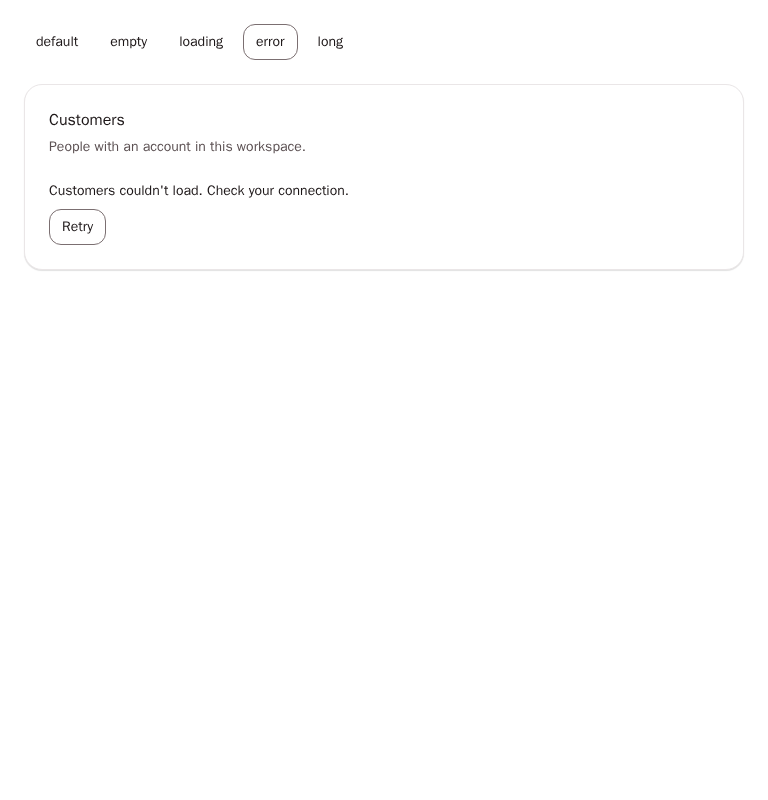 default empty loading error long
Customers
People with an account in this workspace.
Customers couldn't load. Check your connection.
Retry